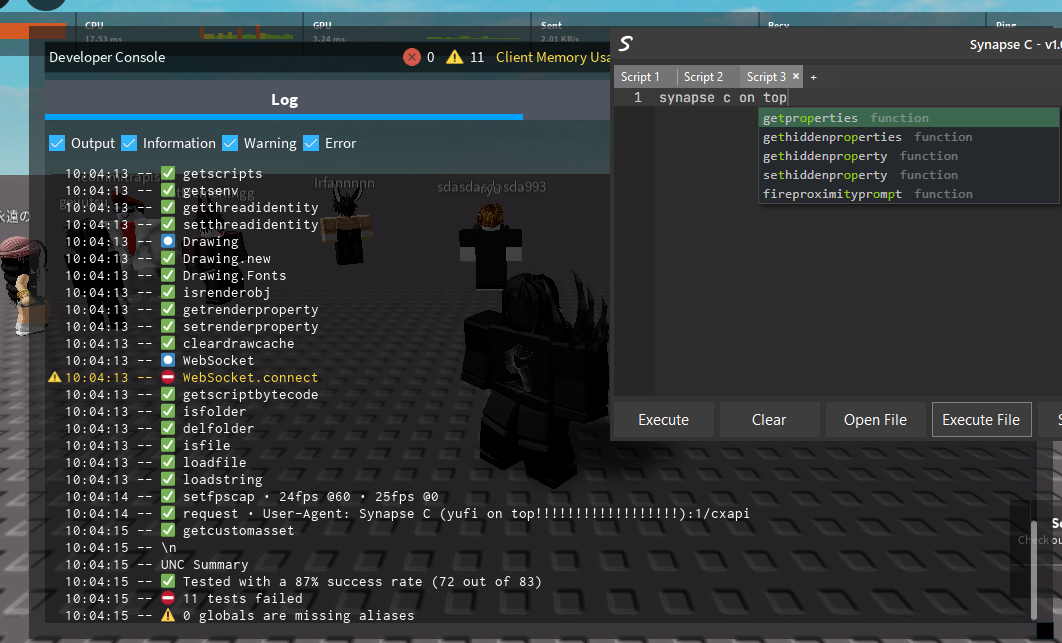 CPU
17.53 ms
GPU
3.24 ms
Sent
2.01 KB/s
Recv
Ping
Developer Console
0
11
Client Memory Usa
Log
Output
Information
Warning
Error
10:04:13 -- ✅ getscripts
10:04:13 -- ✅ getsenv
10:04:13 -- ✅ getthreadidentity
10:04:13 -- ✅ setthreadidentity
10:04:13 -- ⏺️ Drawing
10:04:13 -- ✅ Drawing.new
10:04:13 -- ✅ Drawing.Fonts
10:04:13 -- ✅ isrenderobj
10:04:13 -- ✅ getrenderproperty
10:04:13 -- ✅ setrenderproperty
10:04:13 -- ✅ cleardrawcache
10:04:13 -- ⏺️ WebSocket
10:04:13 -- ⛔ WebSocket.connect
10:04:13 -- ✅ getscriptbytecode
10:04:13 -- ✅ isfolder
10:04:13 -- ✅ delfolder
10:04:13 -- ✅ isfile
10:04:13 -- ✅ loadfile
10:04:13 -- ✅ loadstring
10:04:14 -- ✅ setfpscap • 24fps @60 • 25fps @0
10:04:14 -- ✅ request • User-Agent: Synapse C (yufi on top!!!!!!!!!!!!!!!!!!):1/cxapi
10:04:15 -- ✅ getcustomasset
10:04:15 -- \n
10:04:15 -- UNC Summary
10:04:15 -- ✅ Tested with a 87% success rate (72 out of 83)
10:04:15 -- ⛔ 11 tests failed
10:04:15 -- ⚠️ 0 globals are missing aliases
Irfannnnn
永遠の
Synapse C - v1.0
Script 1
Script 2
Script 3 × +
1 synapse c on top
getproperties function
gethiddenproperties function
gethiddenproperty function
sethiddenproperty function
fireproximityprompt function
Execute
Clear
Open File
Execute File
S
Check ou